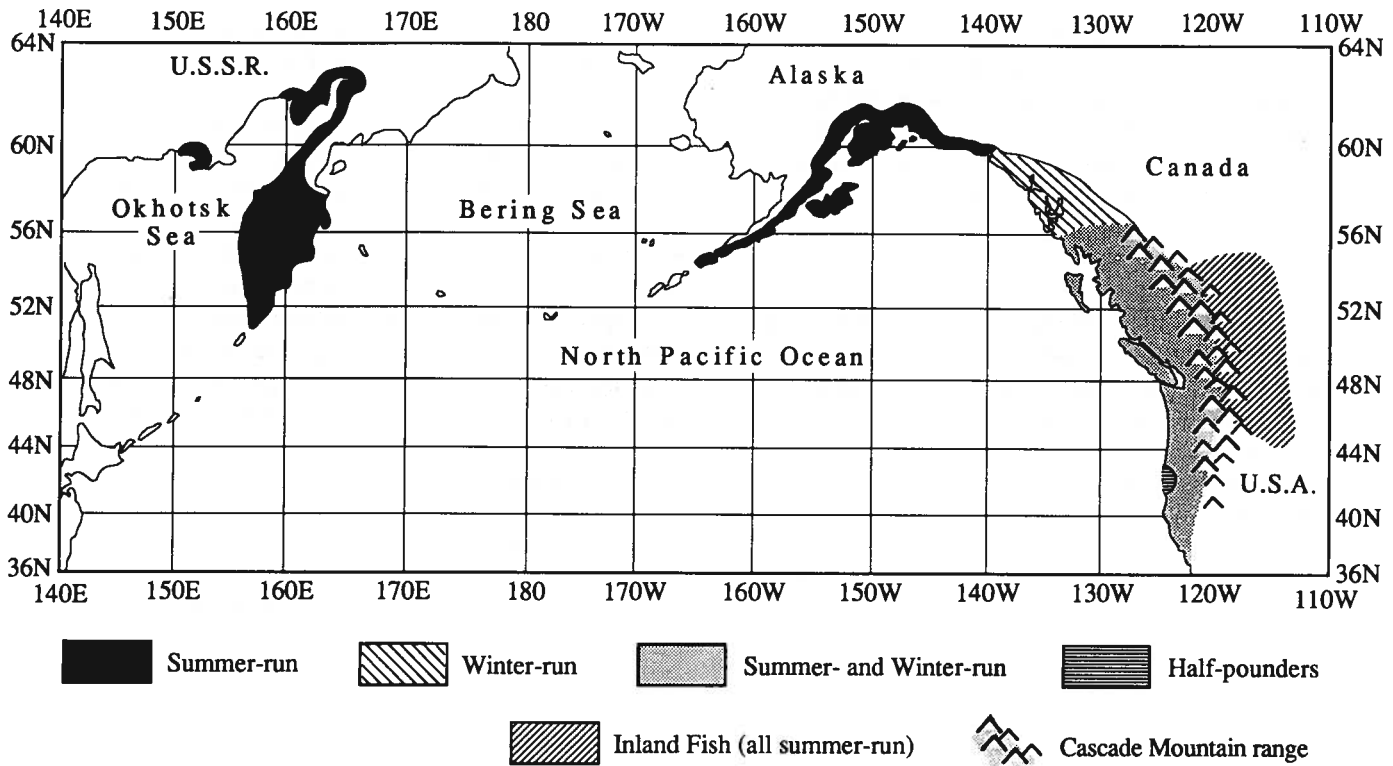 140E 150E 160E 170E 180 170W 160W 150W 140W 130W 120W 110W
64N 64N
U.S.S.R. Alaska
60N 60N
Canada
Okhotsk Sea
Bering Sea
56N 56N
52N 52N
North Pacific Ocean
48N 48N
44N 44N
U.S.A.
40N 40N
36N 36N
140E 150E 160E 170E 180 170W 160W 150W 140W 130W 120W 110W
Summer-run Winter-run Summer- and Winter-run Half-pounders
Inland Fish (all summer-run) Cascade Mountain range